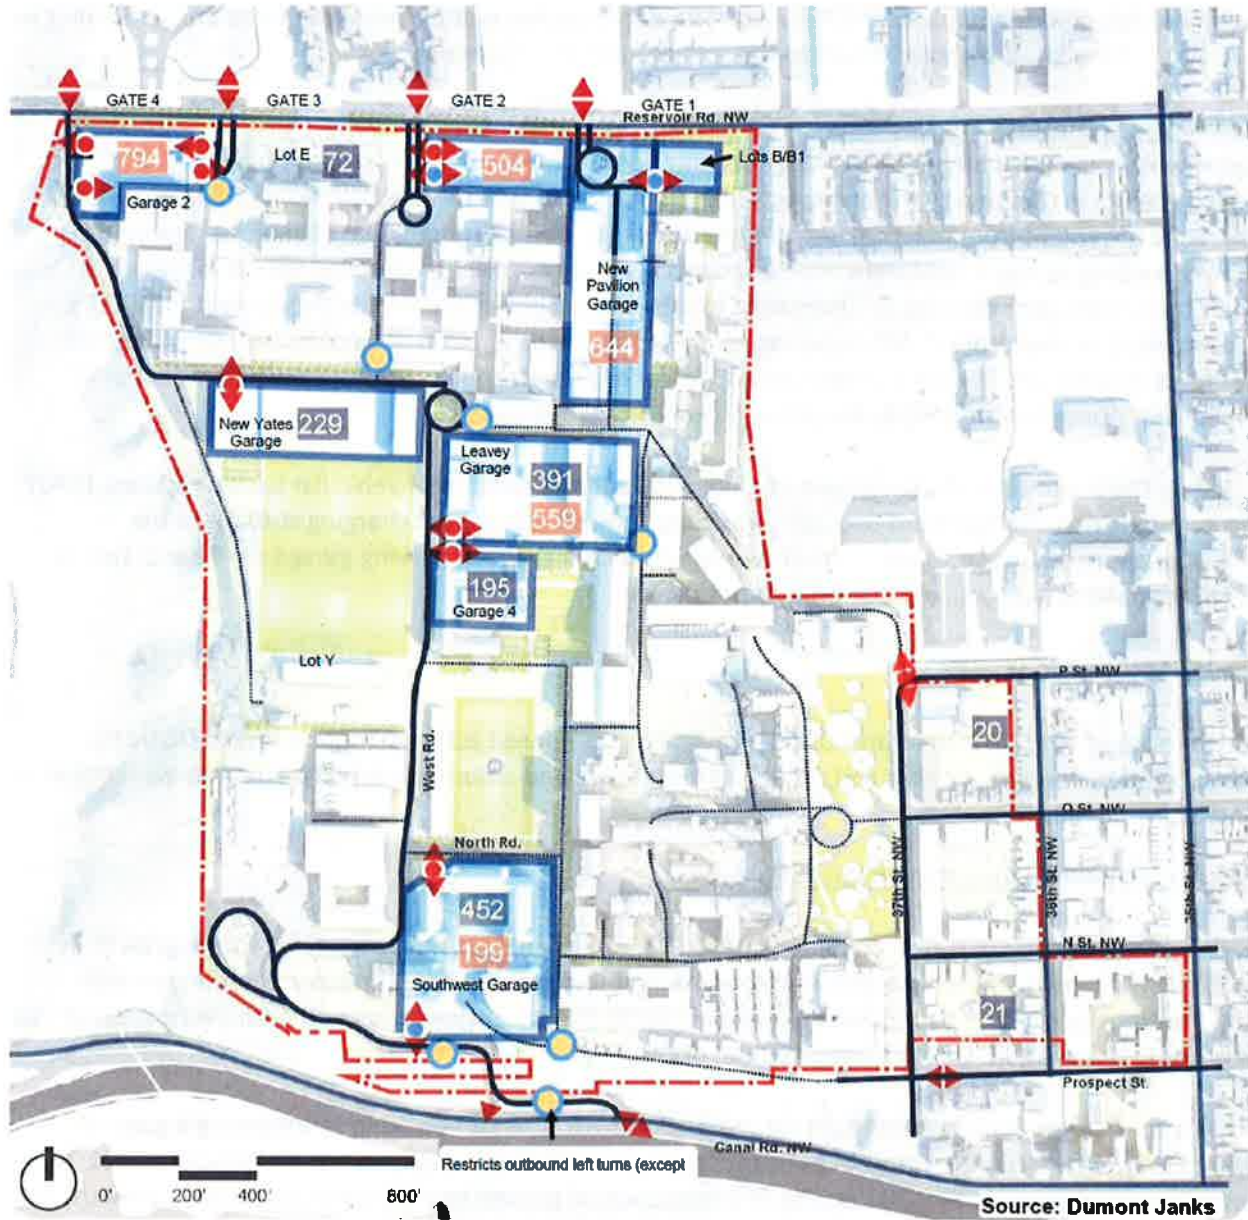 GATE 4
GATE 3
GATE 2
GATE 1
Reservoir Rd. NW
794
Lot E
72
504
Lots B/B1
Garage 2
New
Pavilion
Garage
644
New Yates
Garage
229
Leavey
Garage
391
559
195
Garage 4
Lot Y
P St. NW
20
West Rd.
O St. NW
North Rd.
37th St. NW
36th St. NW
35th St. NW
452
199
Southwest Garage
N St. NW
21
Prospect St.
Canal Rd. NW
Restricts outbound left turns (except
0'
200'
400'
800'
Source: Dumont Janks